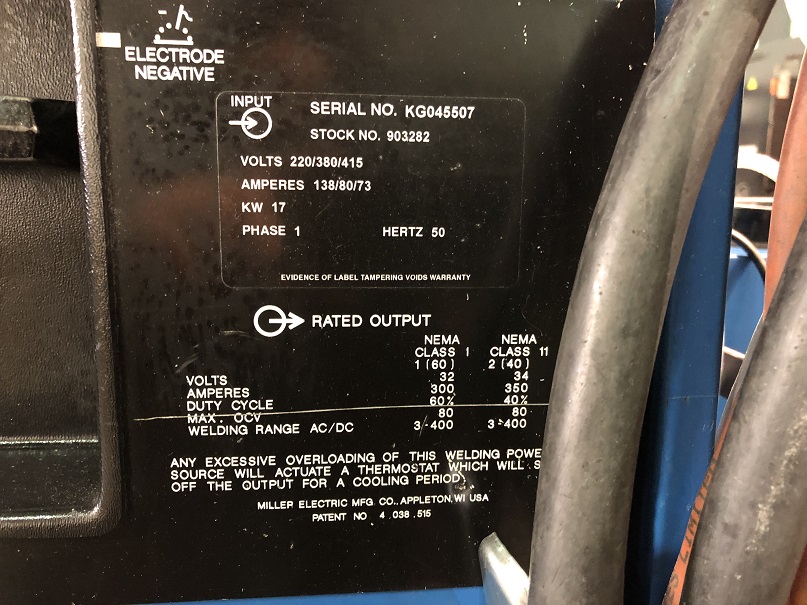 ELECTRODE
NEGATIVE
INPUT
SERIAL NO. KG045507
STOCK NO. 903282
VOLTS 220/380/415
AMPERES 138/80/73
KW 17
PHASE 1 HERTZ 50
EVIDENCE OF LABEL TAMPERING VOIDS WARRANTY
RATED OUTPUT
NEMA NEMA
CLASS I CLASS 11
1 (60) 2 (40)
VOLTS 32 34
AMPERES 300 350
DUTY CYCLE 60% 40%
MAX. OCV 80 80
WELDING RANGE AC/DC 3-400 3-400
ANY EXCESSIVE OVERLOADING OF THIS WELDING POWE
SOURCE WILL ACTUATE A THERMOSTAT WHICH WILL S
OFF THE OUTPUT FOR A COOLING PERIOD.
MILLER ELECTRIC MFG. CO., APPLETON, WI USA
PATENT NO 4.038.515